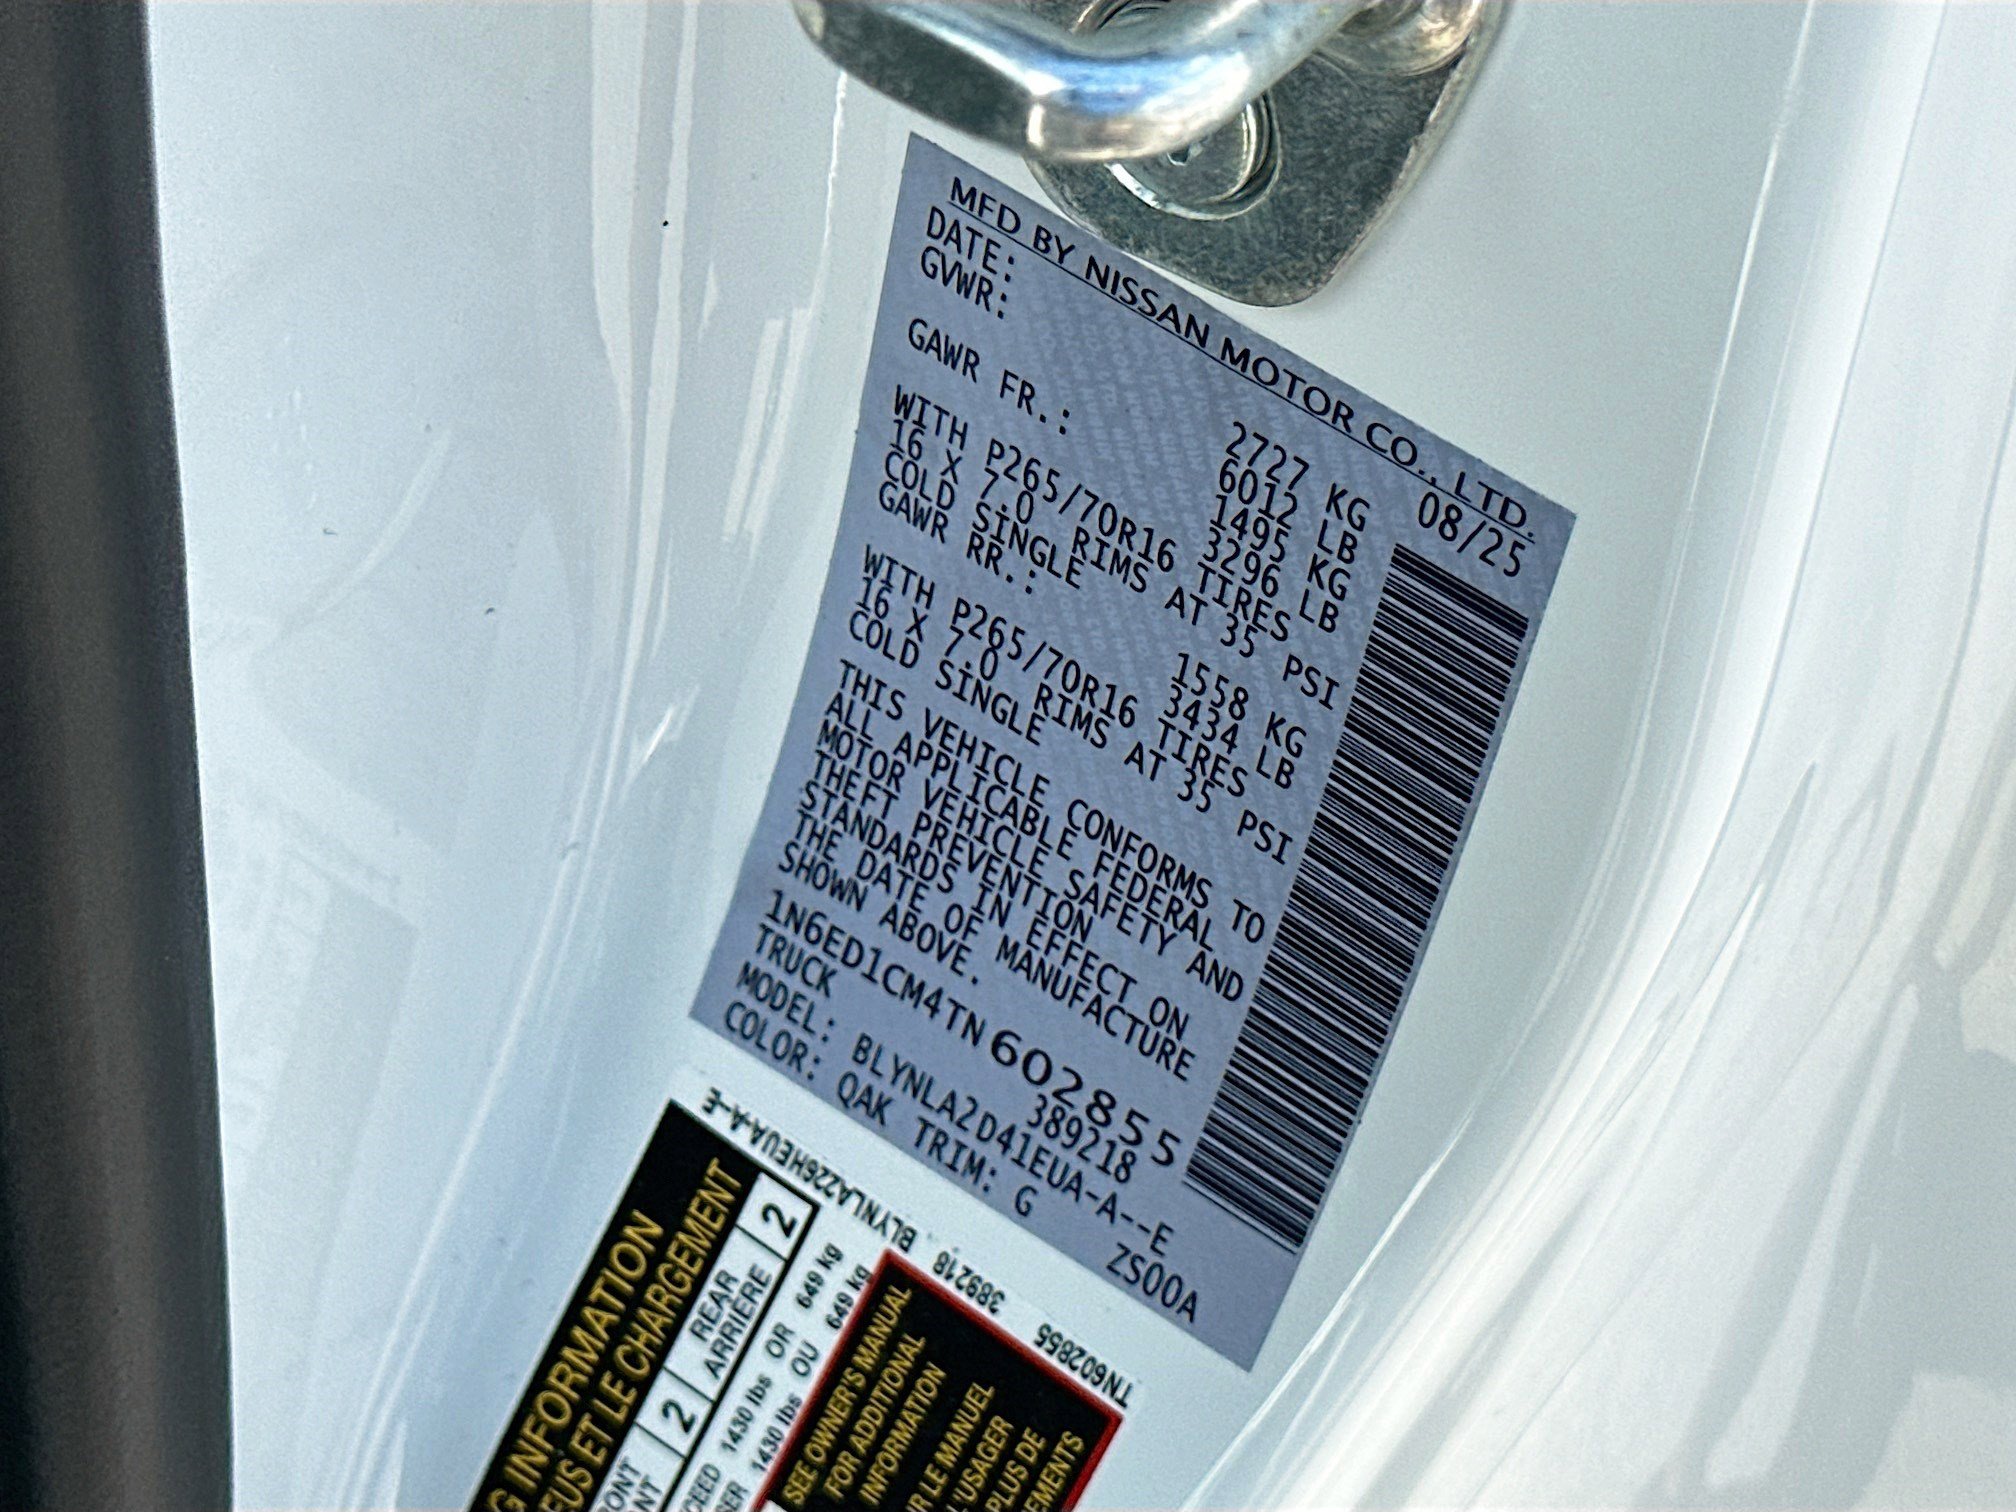 MFD BY NISSAN MOTOR CO., LTD.
DATE: 08/25
GVWR: 2727 KG
6012 LB
GAWR FR.: 1495 KG
3296 LB
WITH P265/70R16 TIRES
16 X 7.0 RIMS AT 35 PSI
COLD SINGLE
GAWR RR.: 1558 KG
3434 LB
WITH P265/70R16 TIRES
16 X 7.0 RIMS AT 35 PSI
COLD SINGLE
THIS VEHICLE CONFORMS TO
ALL APPLICABLE FEDERAL
MOTOR VEHICLE SAFETY AND
THEFT PREVENTION
STANDARDS IN EFFECT ON
THE DATE OF MANUFACTURE
SHOWN ABOVE.
1N6ED1CM4TN602855
TRUCK 389218
MODEL: BLYNLA2D41EUA-A--E
COLOR: QAK TRIM: G ZS00A
TN602855 389218 BLYNLAZ26HEUA-A-E
INFORMATION
ET LE CHARGEMENT
2 REAR
ARRIÈRE 2
1430 lbs OR 649 kg
1430 lbs OU 649 kg
SEE OWNER'S MANUAL
FOR ADDITIONAL
INFORMATION
LE MANUEL
L'USAGER
PLUS DE